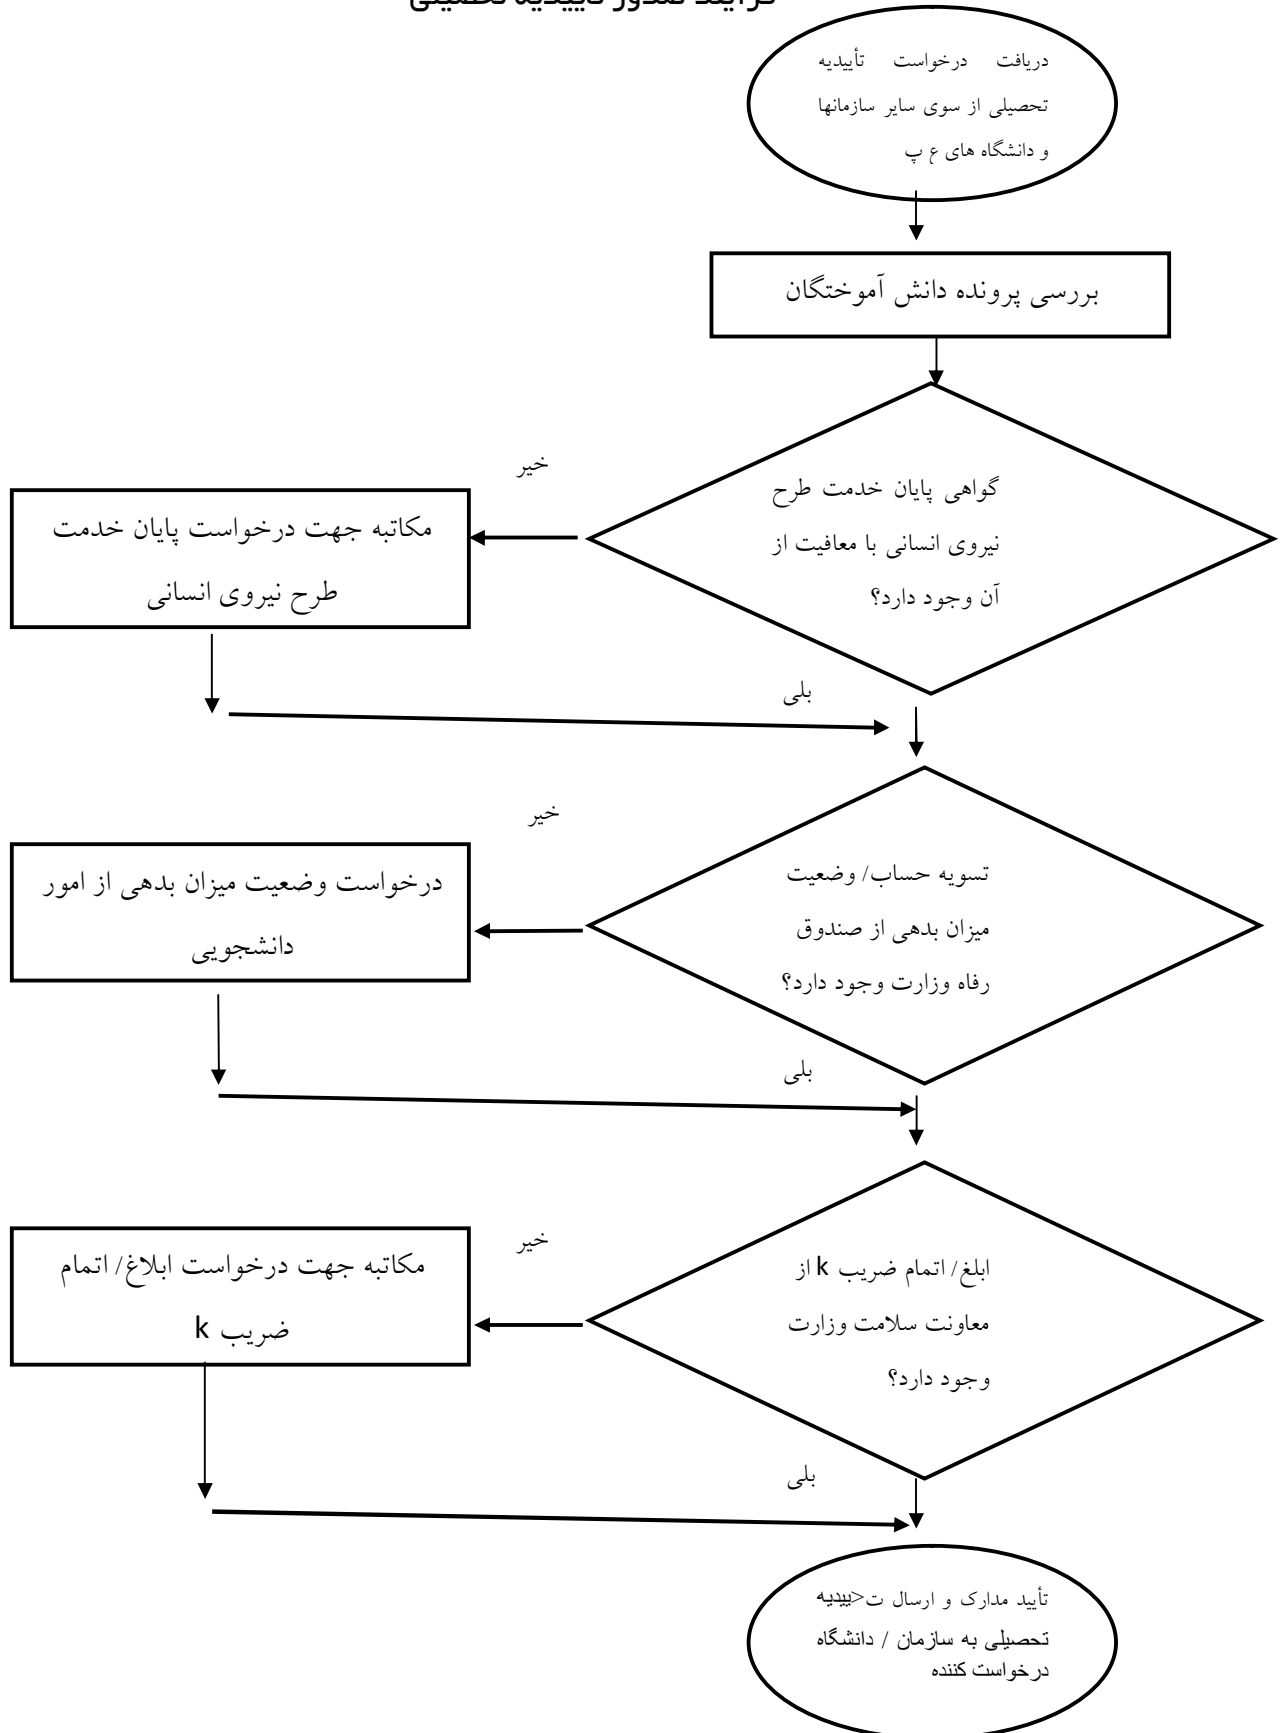 فرآیند صدور تأییدیه تحصیلی
دریافت درخواست تأییدیه
تحصیلی از سوی سایر سازمانها
و دانشگاه های ع پ
بررسی پرونده دانش آموختگان
گواهی پایان خدمت طرح
نیروی انسانی با معافیت از
آن وجود دارد؟
خیر
مکاتبه جهت درخواست پایان خدمت
طرح نیروی انسانی
بلی
تسویه حساب/ وضعیت
میزان بدهی از صندوق
رفاه وزارت وجود دارد؟
خیر
درخواست وضعیت میزان بدهی از امور
دانشجویی
بلی
ابلغ/ اتمام ضریب k از
معاونت سلامت وزارت
وجود دارد؟
خیر
مکاتبه جهت درخواست ابلاغ/ اتمام
ضریب k
بلی
تأیید مدارک و ارسال ت>ییدیه
تحصیلی به سازمان / دانشگاه
درخواست کننده